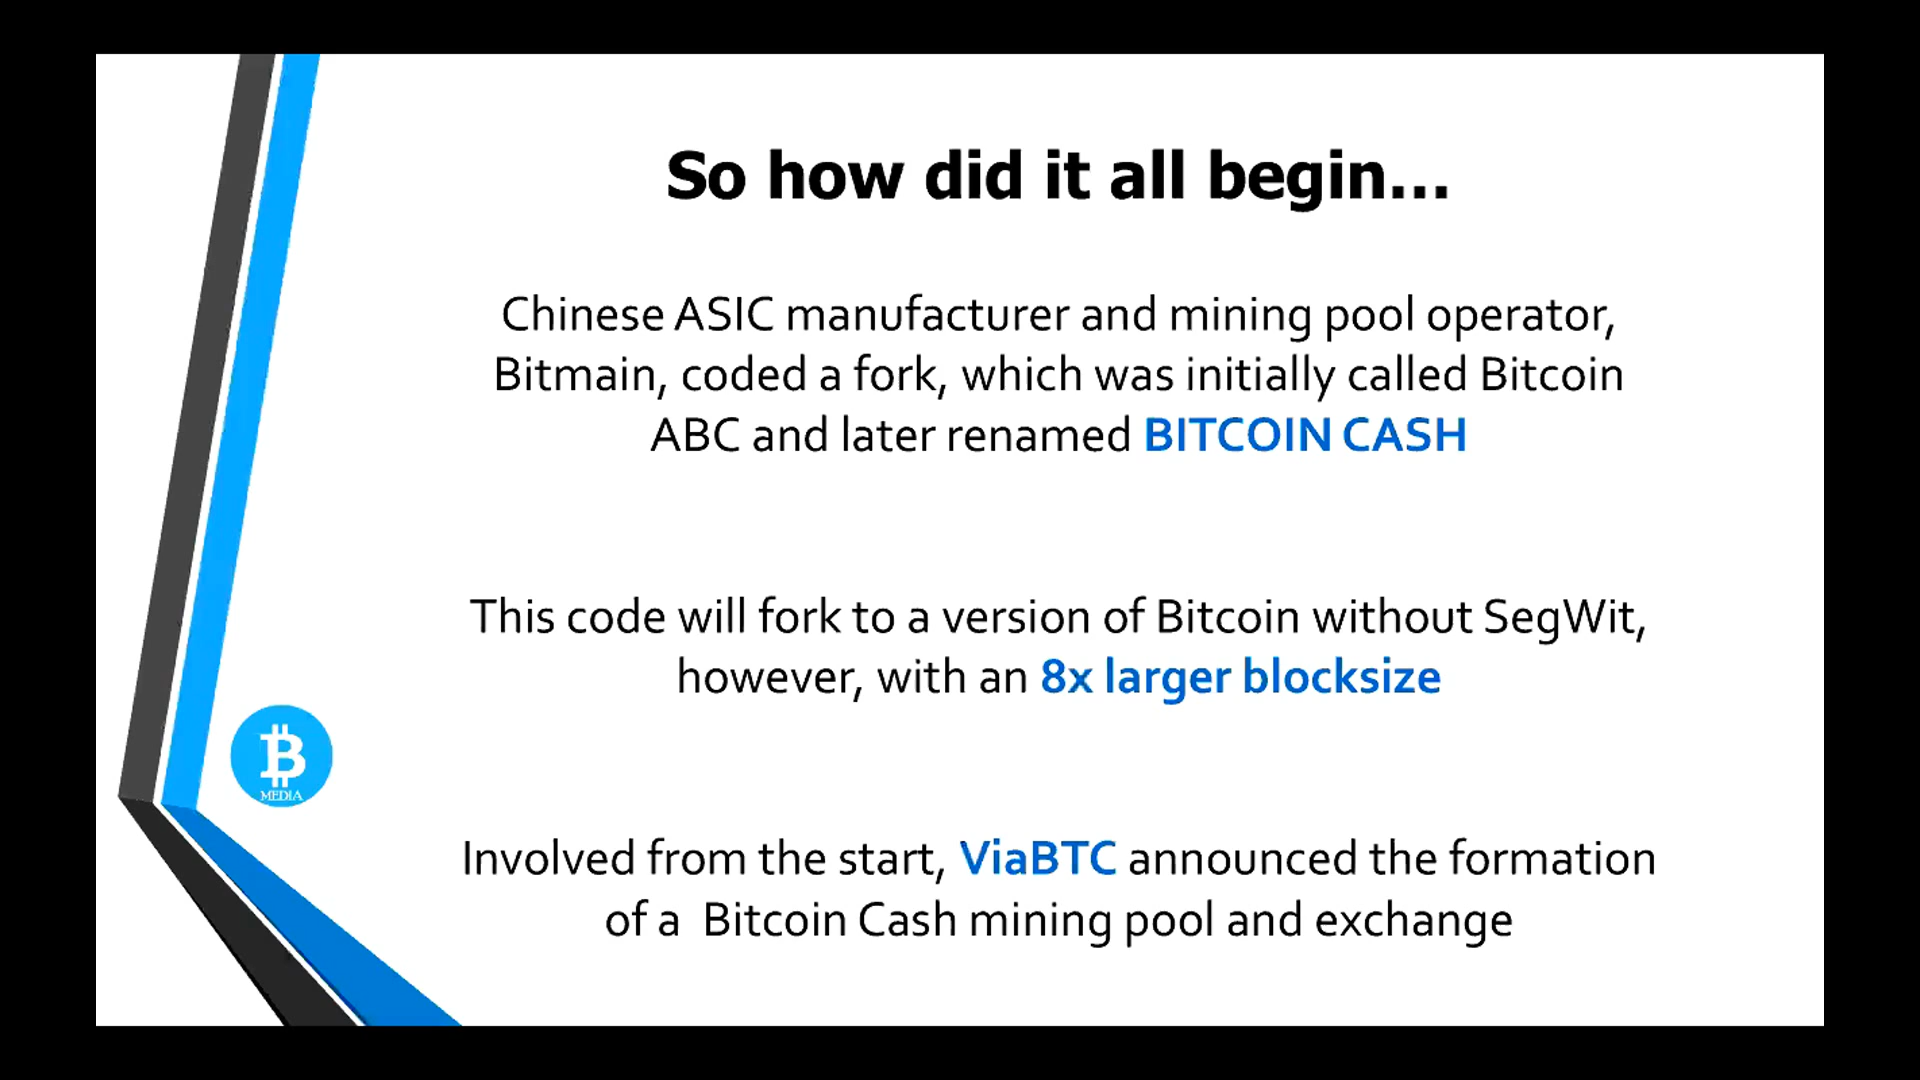 So how did it all begin...
Chinese ASIC manufacturer and mining pool operator,
Bitmain, coded a fork, which was initially called Bitcoin
ABC and later renamed BITCOIN CASH
This code will fork to a version of Bitcoin without SegWit,
however, with an 8x larger blocksize
MEDIA
Involved from the start, ViaBTC announced the formation
of a  Bitcoin Cash mining pool and exchange